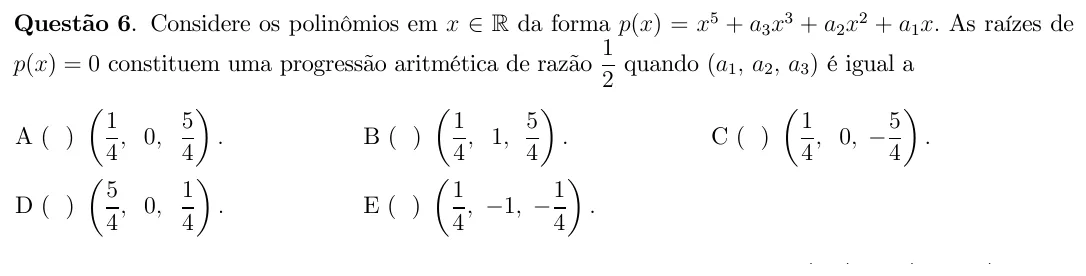 Questão 6. Considere os polinômios em x ∈ ℝ da forma p(x) = x⁵ + a₃x³ + a₂x² + a₁x. As raízes de
p(x) = 0 constituem uma progressão aritmética de razão 1/2 quando (a₁, a₂, a₃) é igual a
A ( ) (1/4, 0, 5/4). B ( ) (1/4, 1, 5/4). C ( ) (1/4, 0, −5/4).
D ( ) (5/4, 0, 1/4). E ( ) (1/4, −1, −1/4).